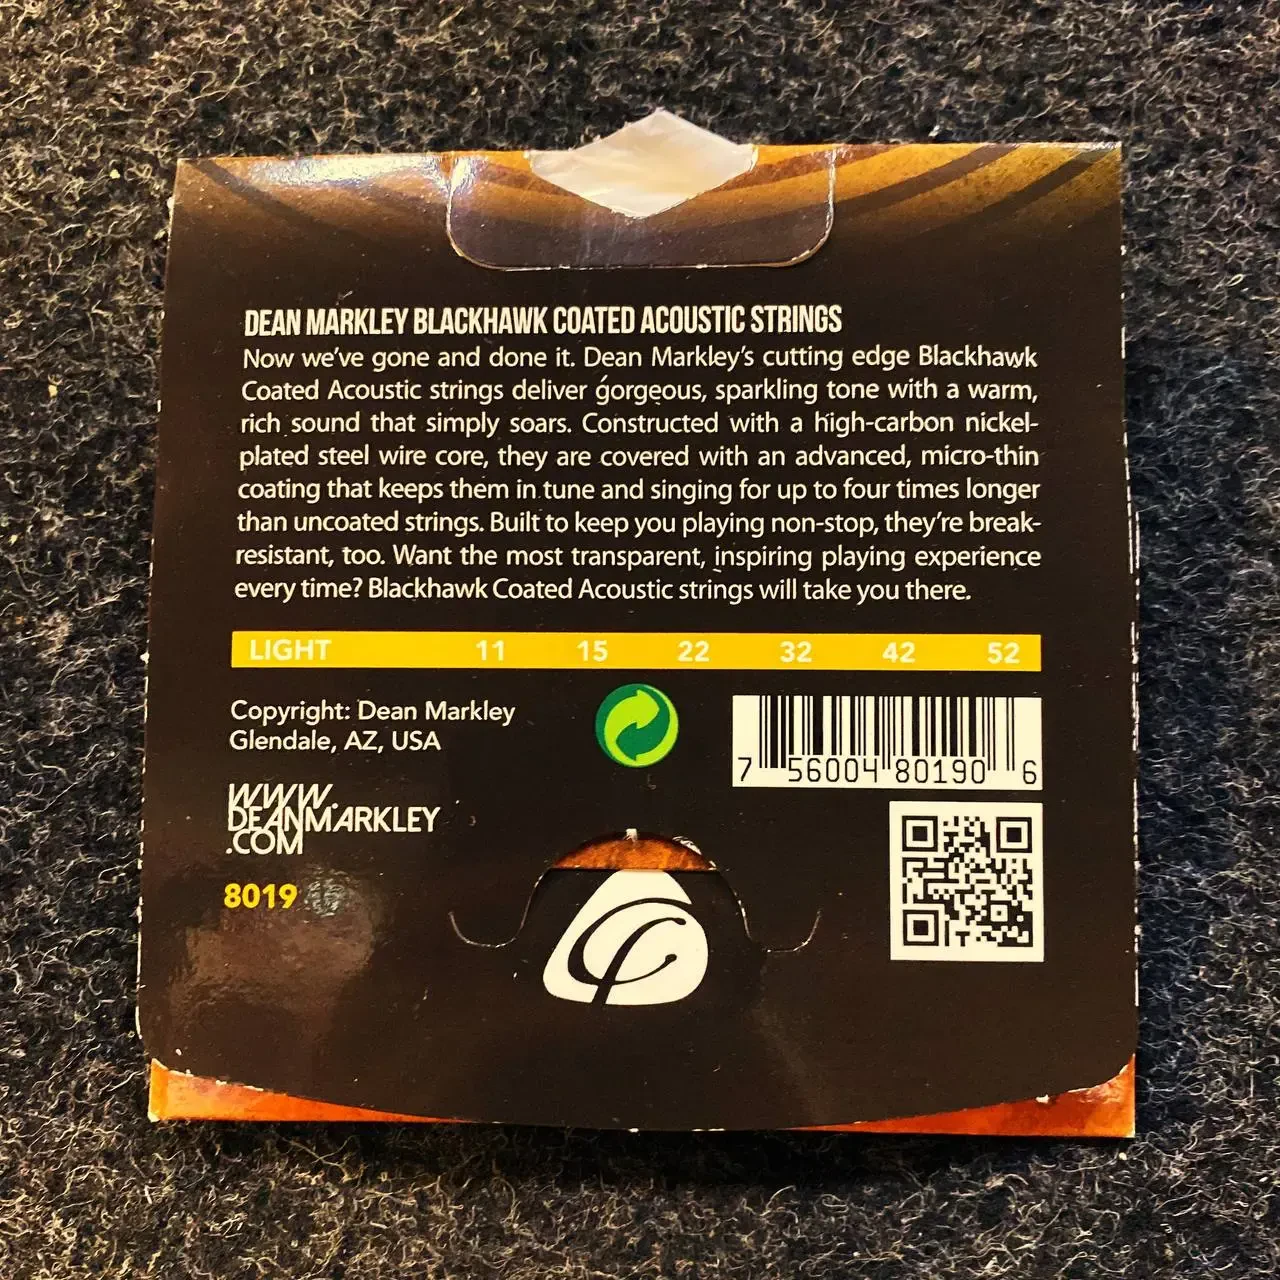 DEAN MARKLEY BLACKHAWK COATED ACOUSTIC STRINGS
Now we've gone and done it. Dean Markley's cutting edge Blackhawk
Coated Acoustic strings deliver gorgeous, sparkling tone with a warm,
rich sound that simply soars. Constructed with a high-carbon nickel-
plated steel wire core, they are covered with an advanced, micro-thin
coating that keeps them in tune and singing for up to four times longer
than uncoated strings. Built to keep you playing non-stop, they're break-
resistant, too. Want the most transparent, inspiring playing experience
every time? Blackhawk Coated Acoustic strings will take you there.
LIGHT 11 15 22 32 42 52
Copyright: Dean Markley
Glendale, AZ, USA
7 56004 80190 6
WWW.
DEANMARKLEY
.COM
8019